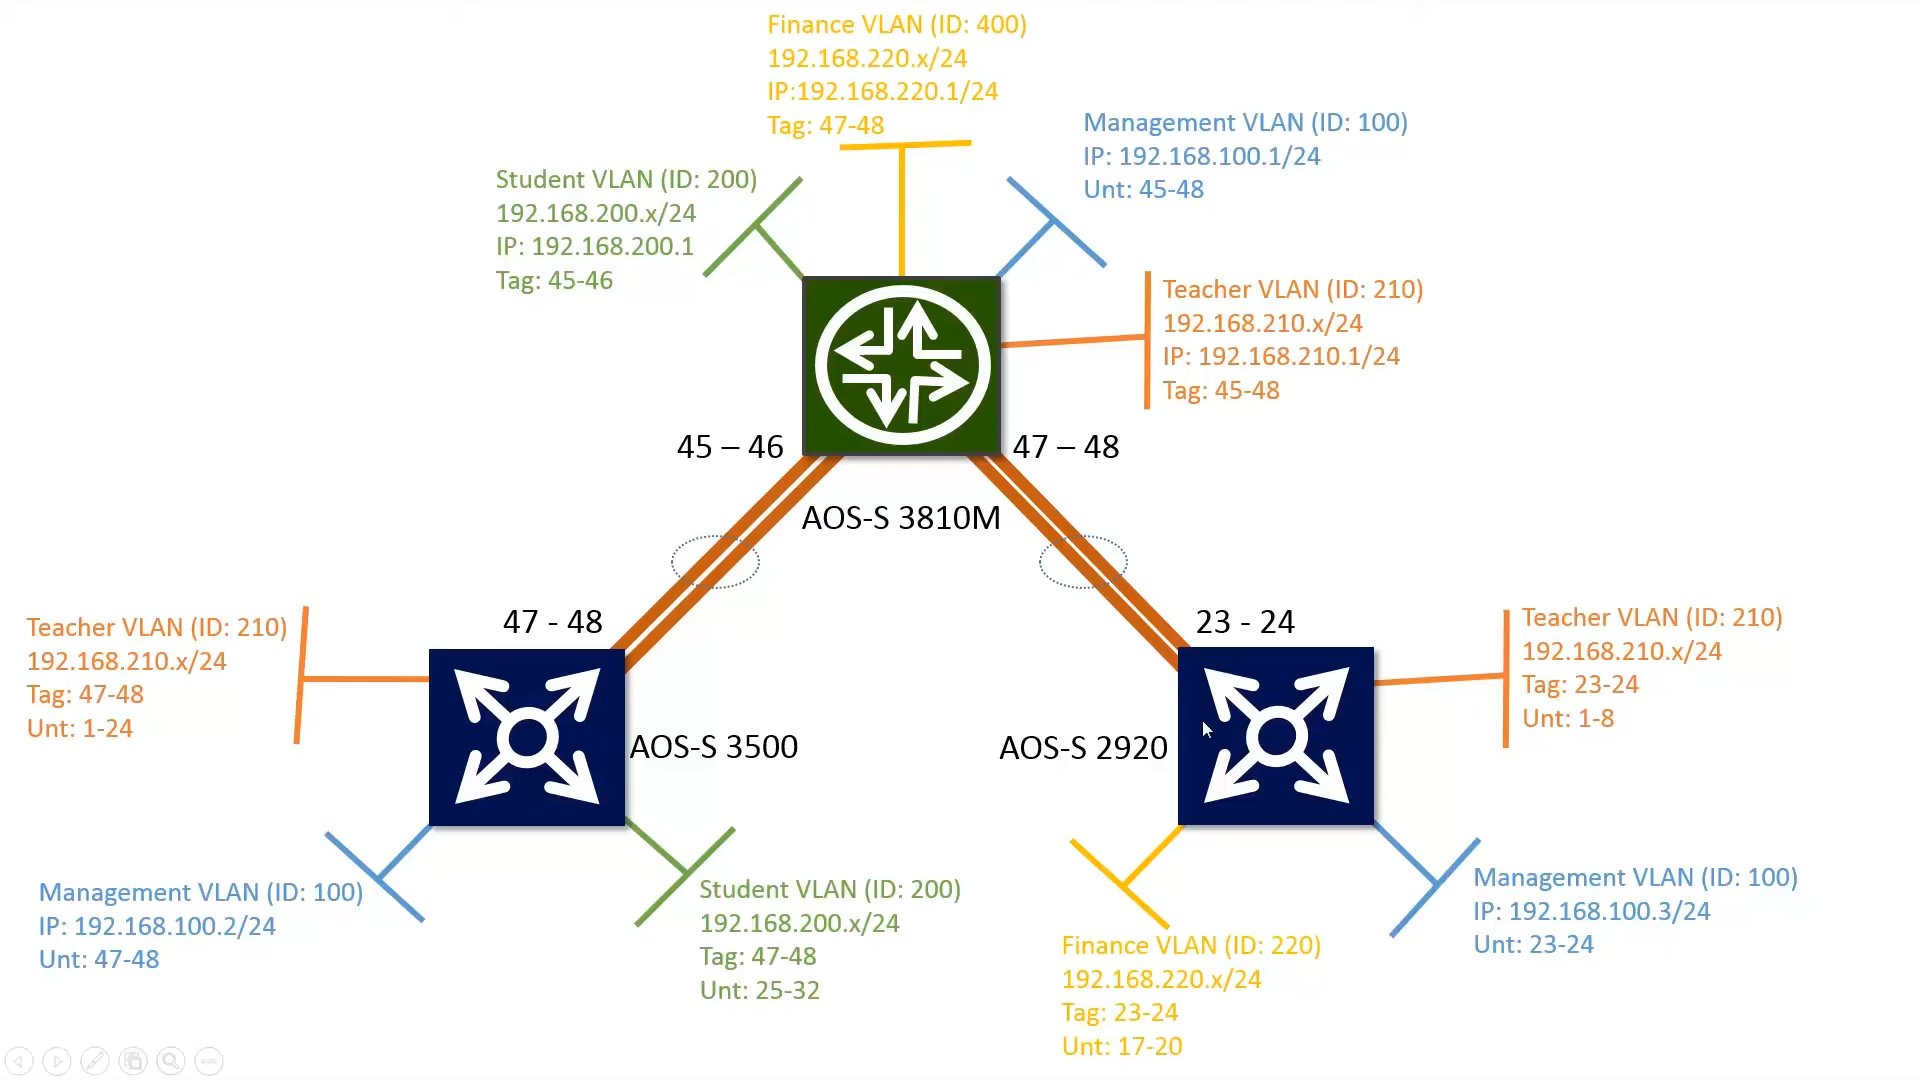 Finance VLAN (ID: 400)
192.168.220.x/24
IP:192.168.220.1/24
Tag: 47-48
Management VLAN (ID: 100)
IP: 192.168.100.1/24
Unt: 45-48
Student VLAN (ID: 200)
192.168.200.x/24
IP: 192.168.200.1
Tag: 45-46
Teacher VLAN (ID: 210)
192.168.210.x/24
IP: 192.168.210.1/24
Tag: 45-48
45 – 46
47 – 48
AOS-S 3810M
47 - 48
23 - 24
Teacher VLAN (ID: 210)
192.168.210.x/24
Tag: 47-48
Unt: 1-24
AOS-S 3500
AOS-S 2920
Teacher VLAN (ID: 210)
192.168.210.x/24
Tag: 23-24
Unt: 1-8
Management VLAN (ID: 100)
IP: 192.168.100.2/24
Unt: 47-48
Student VLAN (ID: 200)
192.168.200.x/24
Tag: 47-48
Unt: 25-32
Finance VLAN (ID: 220)
192.168.220.x/24
Tag: 23-24
Unt: 17-20
Management VLAN (ID: 100)
IP: 192.168.100.3/24
Unt: 23-24